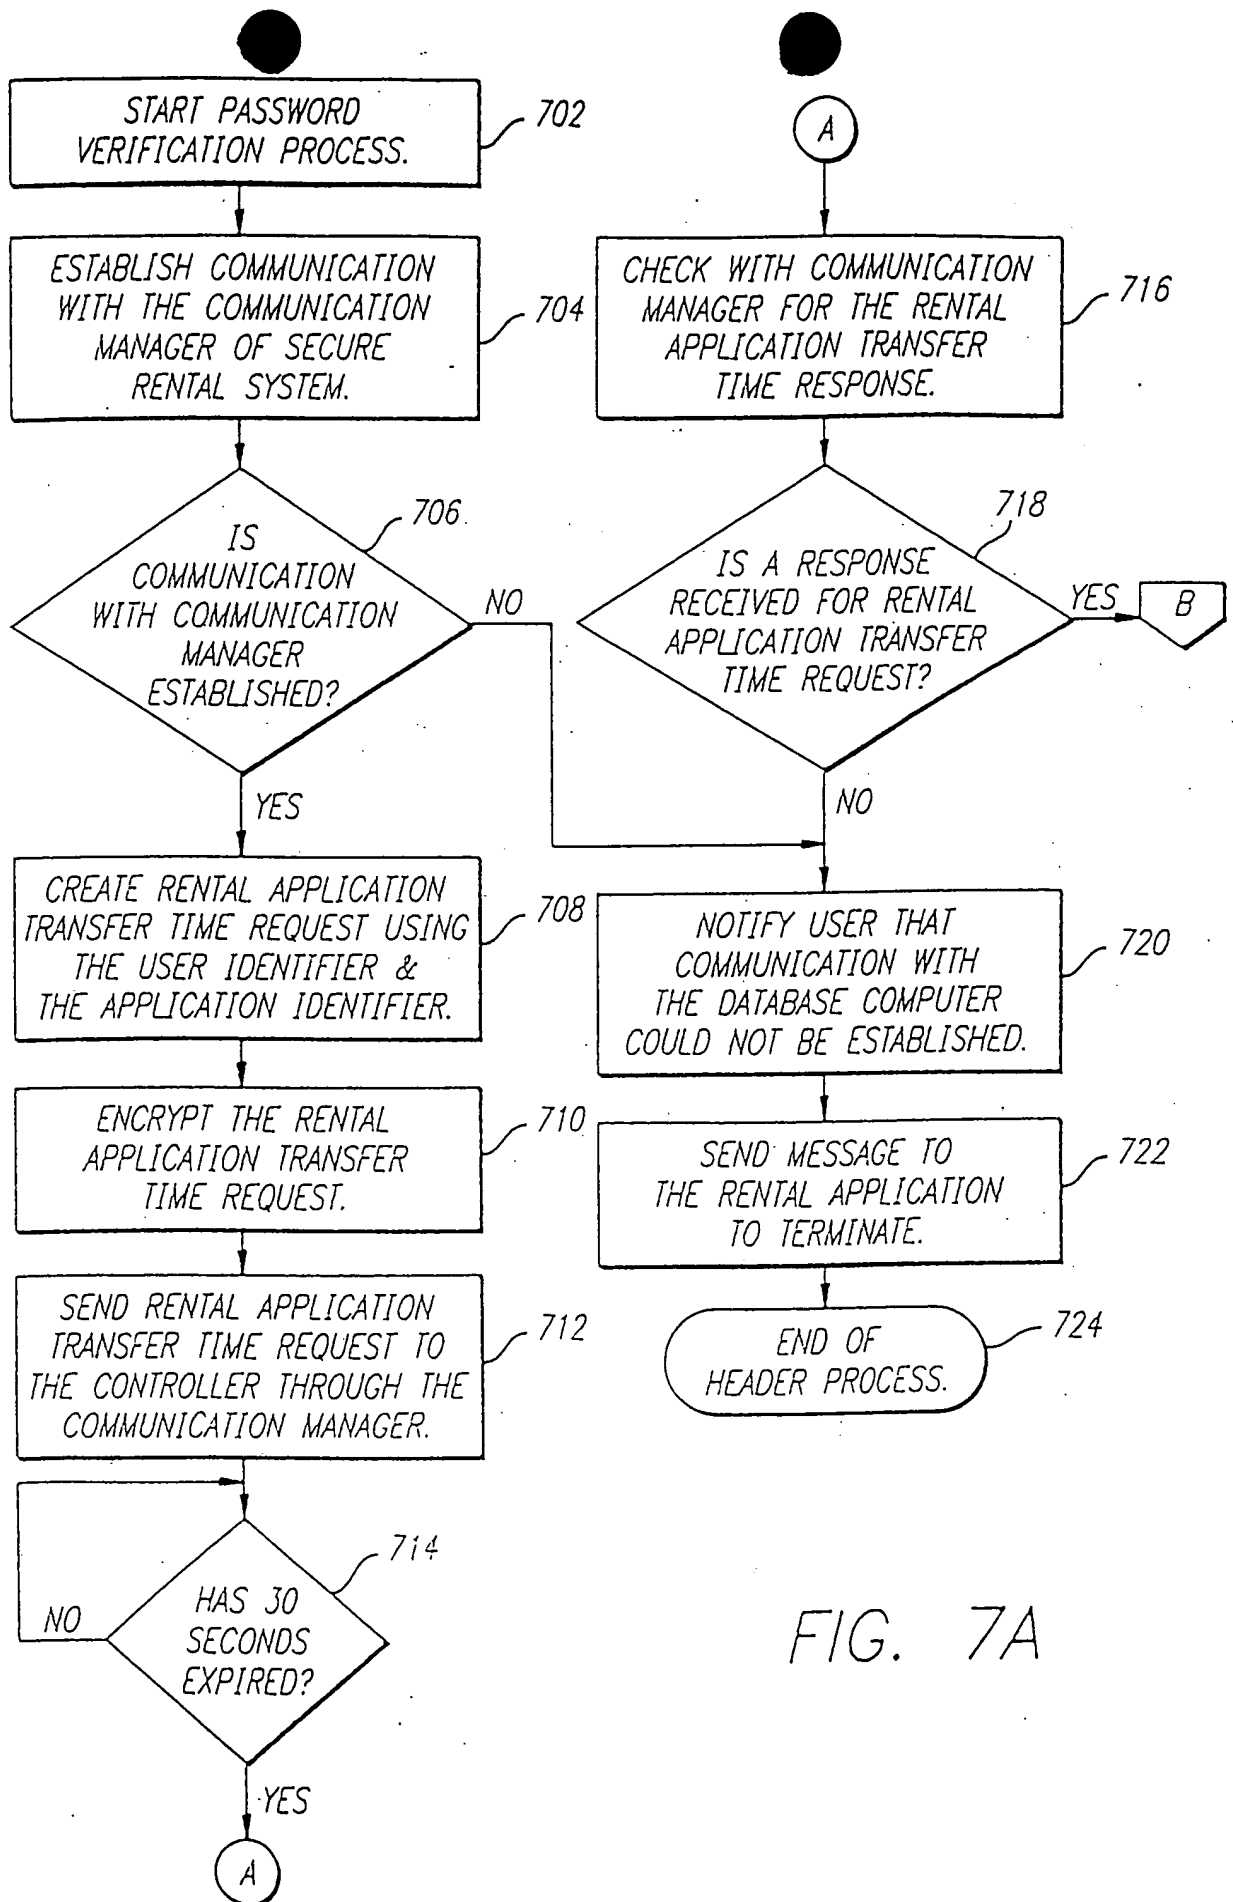 START PASSWORD
VERIFICATION PROCESS.
702
ESTABLISH COMMUNICATION
WITH THE COMMUNICATION
MANAGER OF SECURE
RENTAL SYSTEM.
704
IS
COMMUNICATION
WITH COMMUNICATION
MANAGER
ESTABLISHED?
706
NO
YES
CREATE RENTAL APPLICATION
TRANSFER TIME REQUEST USING
THE USER IDENTIFIER &
THE APPLICATION IDENTIFIER.
708
ENCRYPT THE RENTAL
APPLICATION TRANSFER
TIME REQUEST.
710
SEND RENTAL APPLICATION
TRANSFER TIME REQUEST TO
THE CONTROLLER THROUGH THE
COMMUNICATION MANAGER.
712
HAS 30
SECONDS
EXPIRED?
714
NO
YES
A
A
CHECK WITH COMMUNICATION
MANAGER FOR THE RENTAL
APPLICATION TRANSFER
TIME RESPONSE.
716
IS A RESPONSE
RECEIVED FOR RENTAL
APPLICATION TRANSFER
TIME REQUEST?
718
YES
B
NO
NOTIFY USER THAT
COMMUNICATION WITH
THE DATABASE COMPUTER
COULD NOT BE ESTABLISHED.
720
SEND MESSAGE TO
THE RENTAL APPLICATION
TO TERMINATE.
722
END OF
HEADER PROCESS.
724
FIG. 7A